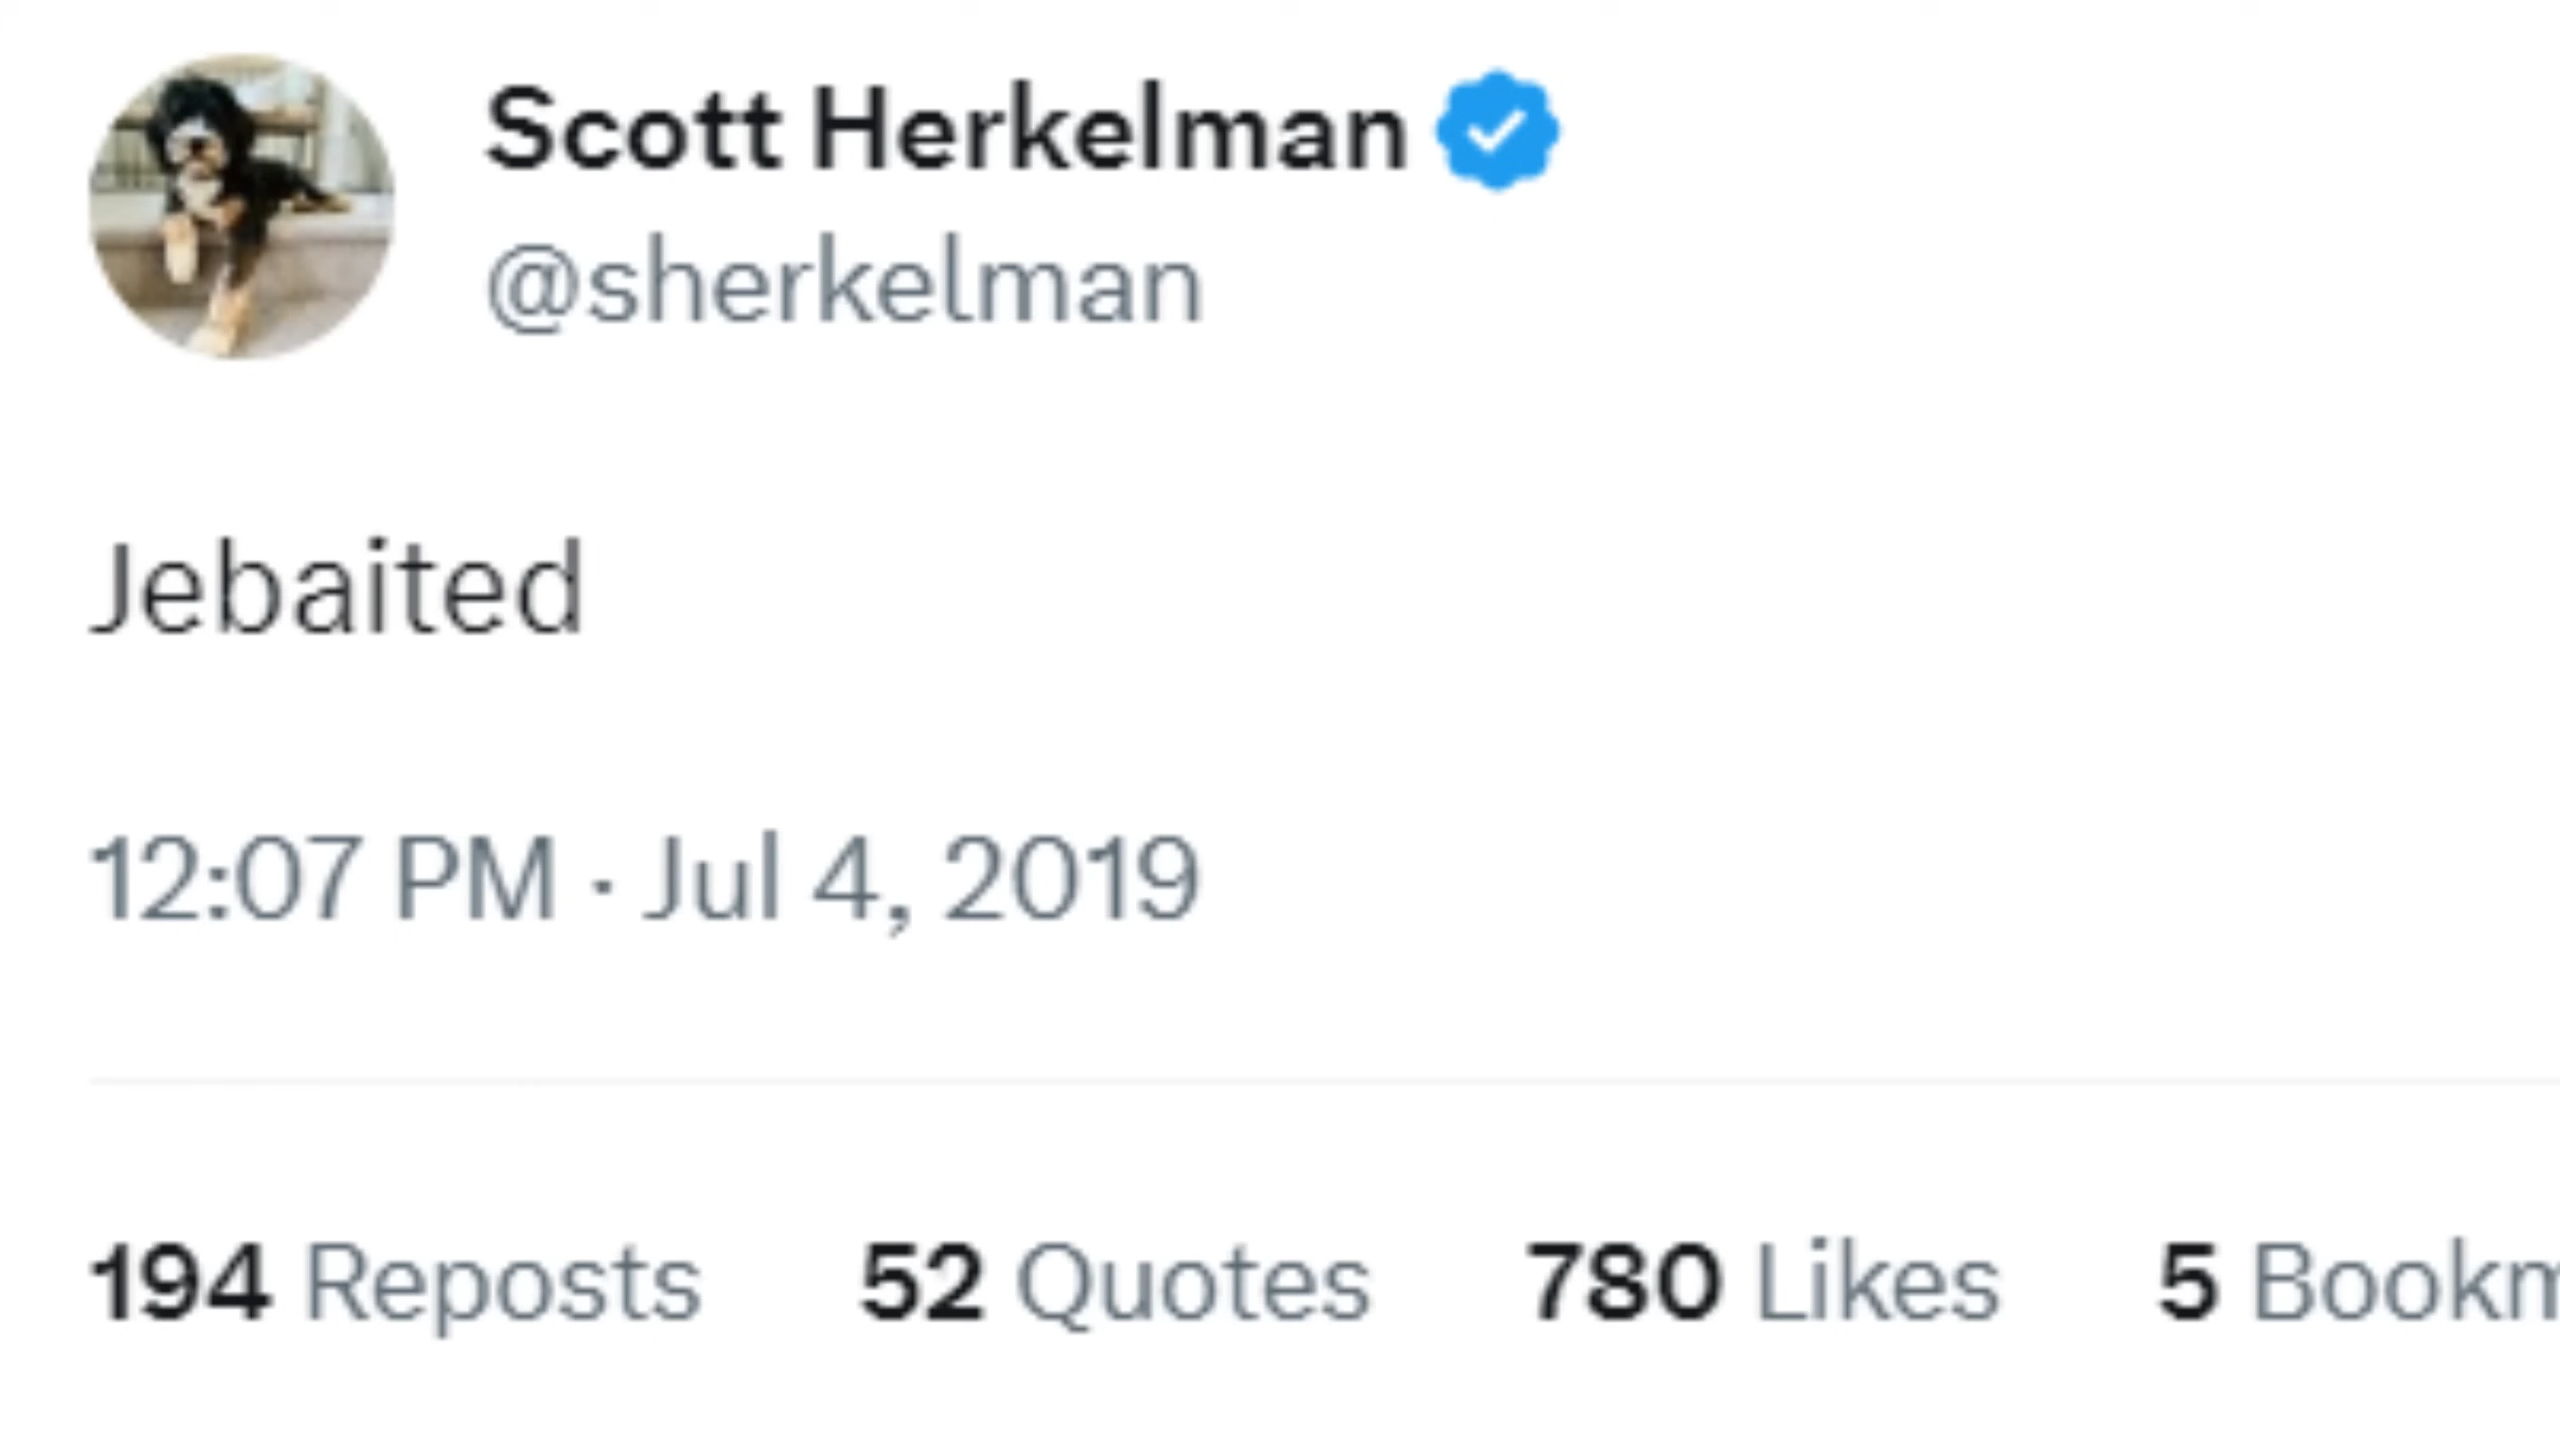 Scott Herkelman
@sherkelman
Jebaited
12:07 PM · Jul 4, 2019
194 Reposts 52 Quotes 780 Likes 5 Bookm